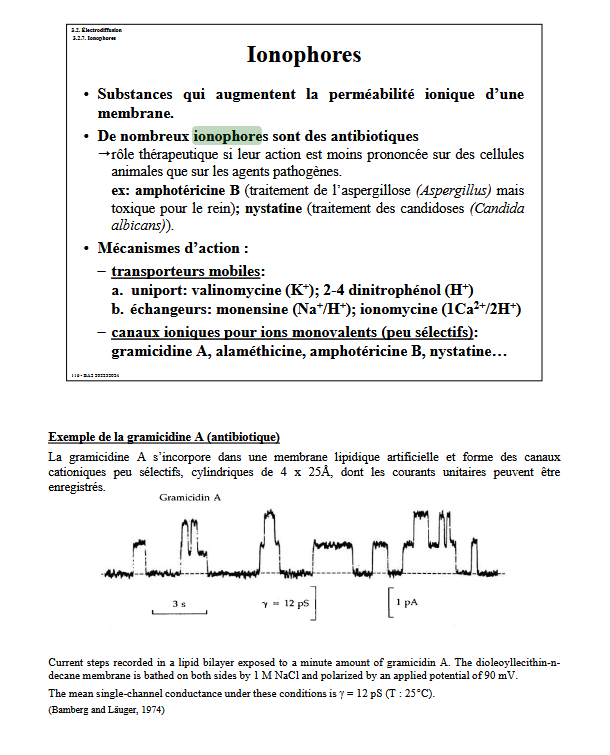 3.2. Électrodiffusion
3.2.7. Ionophores
Ionophores
• Substances qui augmentent la perméabilité ionique d’une
membrane.
• De nombreux ionophores sont des antibiotiques
→rôle thérapeutique si leur action est moins prononcée sur des cellules
animales que sur les agents pathogènes.
ex: amphotéricine B (traitement de l’aspergillose (Aspergillus) mais
toxique pour le rein); nystatine (traitement des candidoses (Candida
albicans)).
• Mécanismes d’action :
– transporteurs mobiles:
a. uniport: valinomycine (K⁺); 2-4 dinitrophénol (H⁺)
b. échangeurs: monensine (Na⁺/H⁺); ionomycine (1Ca²⁺/2H⁺)
– canaux ioniques pour ions monovalents (peu sélectifs):
gramicidine A, alaméthicine, amphotéricine B, nystatine…
Exemple de la gramicidine A (antibiotique)
La gramicidine A s’incorpore dans une membrane lipidique artificielle et forme des canaux
cationiques peu sélectifs, cylindriques de 4 x 25Å, dont les courants unitaires peuvent être
enregistrés.
Gramicidin A
3 s
γ = 12 pS
1 pA
Current steps recorded in a lipid bilayer exposed to a minute amount of gramicidin A. The dioleoyllecithin-n-
decane membrane is bathed on both sides by 1 M NaCl and polarized by an applied potential of 90 mV.
The mean single-channel conductance under these conditions is γ = 12 pS (T : 25°C).
(Bamberg and Läuger, 1974)